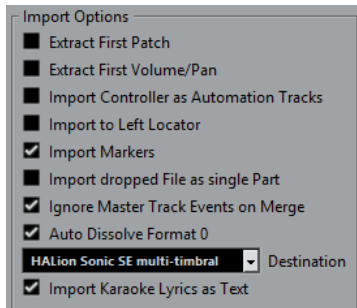 Import Options
Extract First Patch
Extract First Volume/Pan
Import Controller as Automation Tracks
Import to Left Locator
Import Markers
Import dropped File as single Part
Ignore Master Track Events on Merge
Auto Dissolve Format 0
HALion Sonic SE multi-timbral Destination
Import Karaoke Lyrics as Text